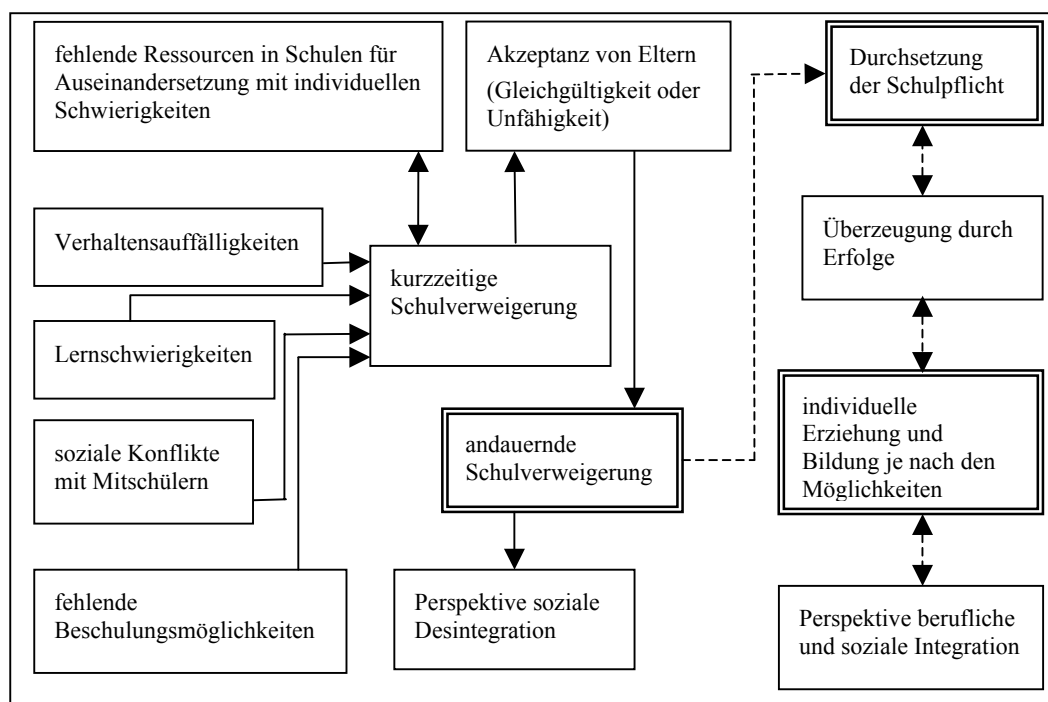 fehlende Ressourcen in Schulen für
Auseinandersetzung mit individuellen
Schwierigkeiten
Akzeptanz von Eltern
(Gleichgültigkeit oder
Unfähigkeit)
Durchsetzung
der Schulpflicht
Verhaltensauffälligkeiten
kurzzeitige
Schulverweigerung
Überzeugung durch
Erfolge
Lernschwierigkeiten
soziale Konflikte
mit Mitschülern
andauernde
Schulverweigerung
individuelle
Erziehung und
Bildung je nach den
Möglichkeiten
fehlende
Beschulungsmöglichkeiten
Perspektive soziale
Desintegration
Perspektive berufliche
und soziale Integration